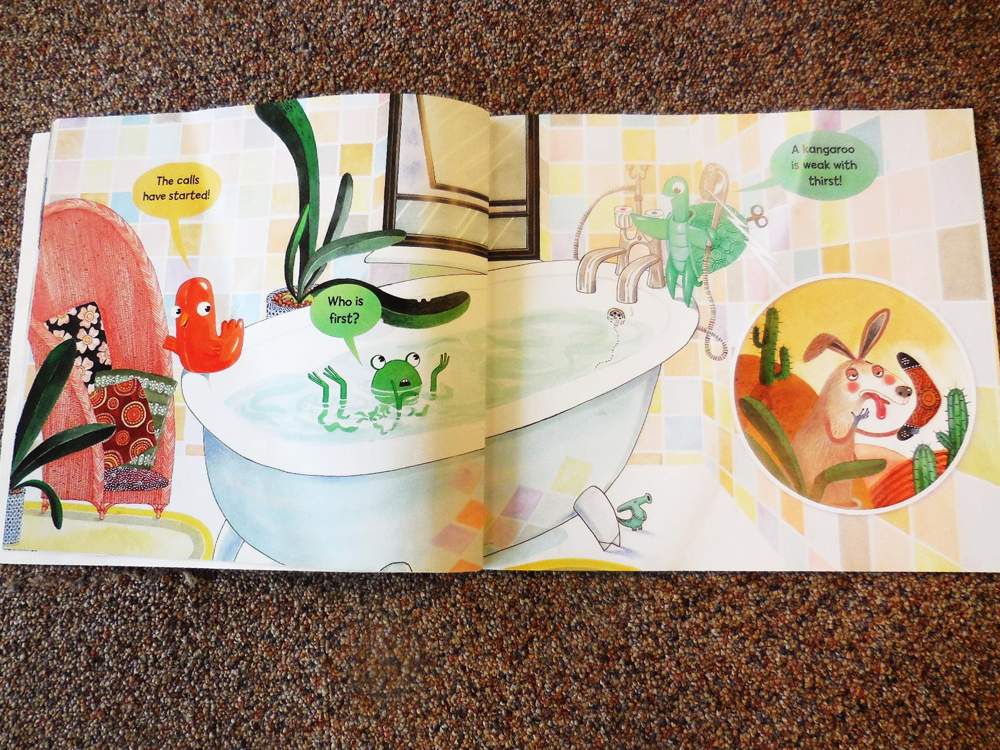 The calls
have started!
Who is
first?
A kangaroo
is weak with
thirst!